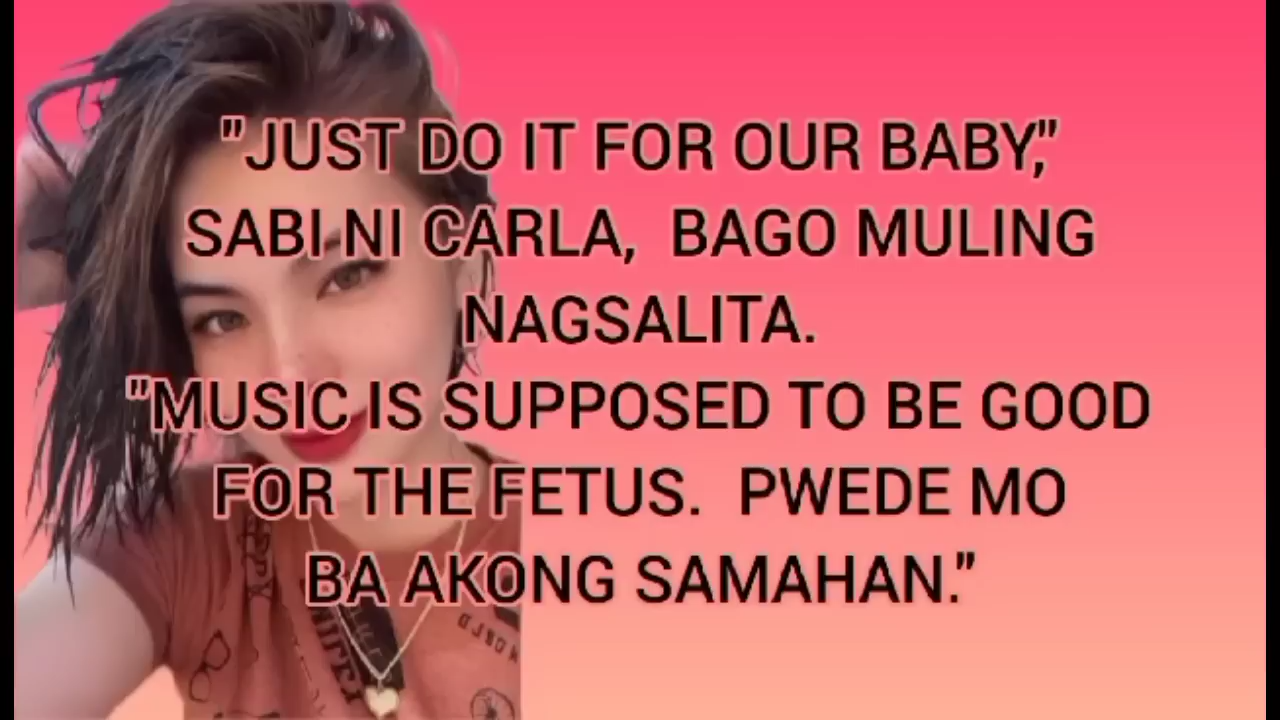 "JUST DO IT FOR OUR BABY,"
SABI NI CARLA, BAGO MULING
NAGSALITA.
"MUSIC IS SUPPOSED TO BE GOOD
FOR THE FETUS. PWEDE MO
BA AKONG SAMAHAN."